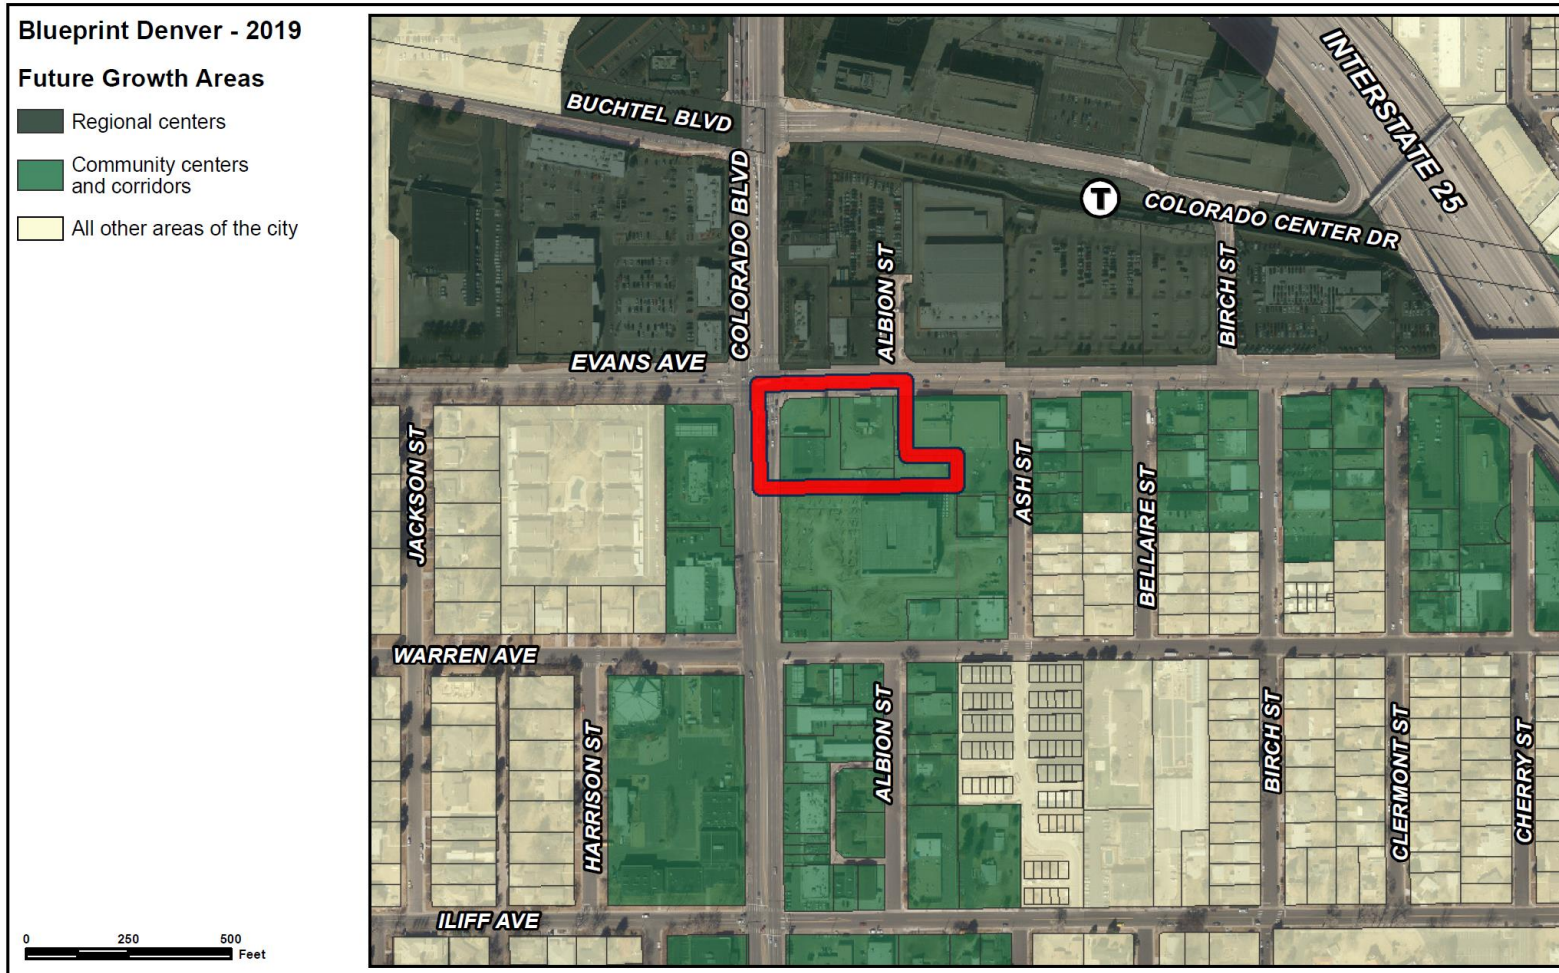 Blueprint Denver - 2019
Future Growth Areas
Regional centers
Community centers
and corridors
All other areas of the city
INTERSTATE 25
BUCHTEL BLVD
COLORADO BLVD
T
COLORADO CENTER DR
ALBION ST
BIRCH ST
EVANS AVE
JACKSON ST
ASH ST
BELLAIRE ST
WARREN AVE
HARRISON ST
ALBION ST
BIRCH ST
CLERMONT ST
CHERRY ST
ILIFF AVE
0 250 500
Feet